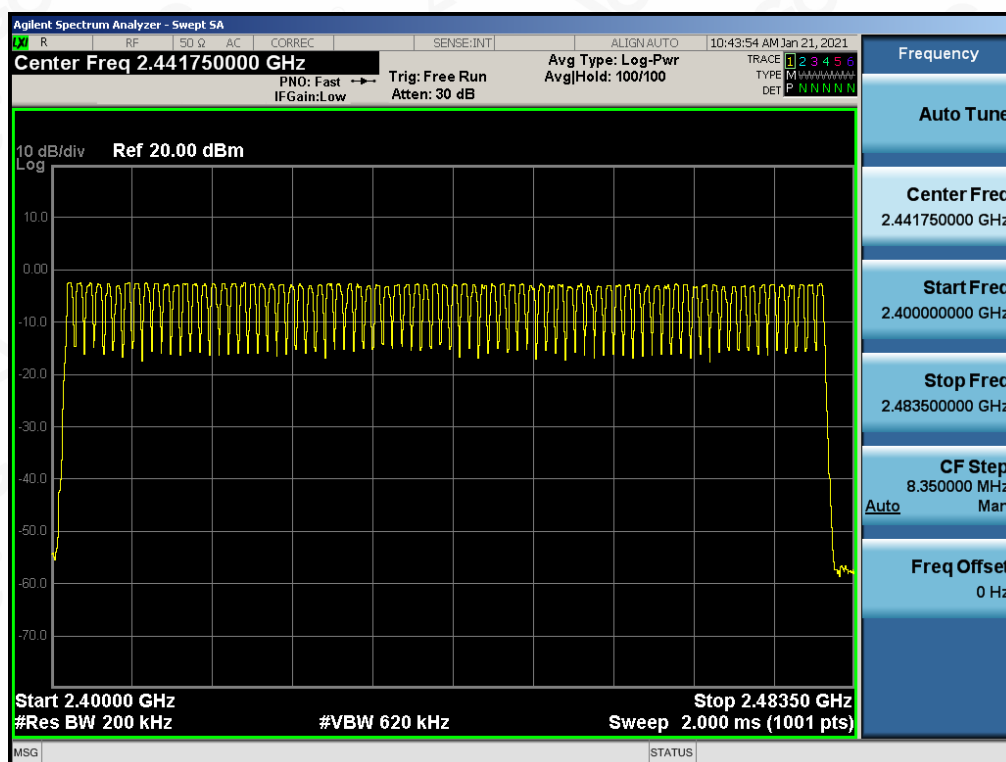 Agilent Spectrum Analyzer - Swept SA
LXI R RF 50 Ω AC CORREC SENSE:INT ALIGN AUTO 10:43:54 AM Jan 21, 2021
Center Freq 2.441750000 GHz
PNO: Fast
IFGain:Low
Trig: Free Run
Atten: 30 dB
Avg Type: Log-Pwr
Avg|Hold: 100/100
TRACE 1 2 3 4 5 6
TYPE M WWWWW
DET P N N N N N
10 dB/div Ref 20.00 dBm
Log
10.0
0.00
-10.0
-20.0
-30.0
-40.0
-50.0
-60.0
-70.0
Start 2.40000 GHz Stop 2.48350 GHz
#Res BW 200 kHz #VBW 620 kHz Sweep 2.000 ms (1001 pts)
MSG STATUS
Frequency
Auto Tune
Center Freq
2.441750000 GHz
Start Freq
2.400000000 GHz
Stop Freq
2.483500000 GHz
CF Step
8.350000 MHz
Auto Man
Freq Offset
0 Hz